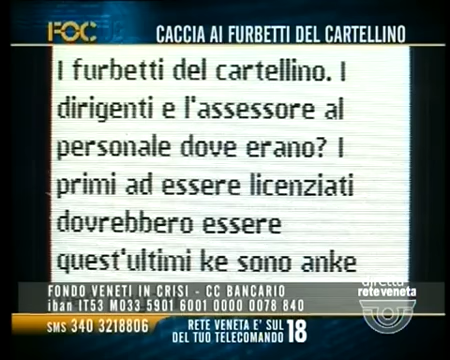 FOC
CACCIA AI FURBETTI DEL CARTELLINO
I furbetti del cartellino. I
dirigenti e l'assessore al
personale dove erano? I
primi ad essere licenziati
dovrebbero essere
quest'ultimi ke sono anke
diretta
reteveneta
FONDO VENETI IN CRISI - CC BANCARIO
iban IT53 M033 5901 6001 0000 0078 840
SMS 340 3218806
RETE VENETA E' SUL
DEL TUO TELECOMANDO 18